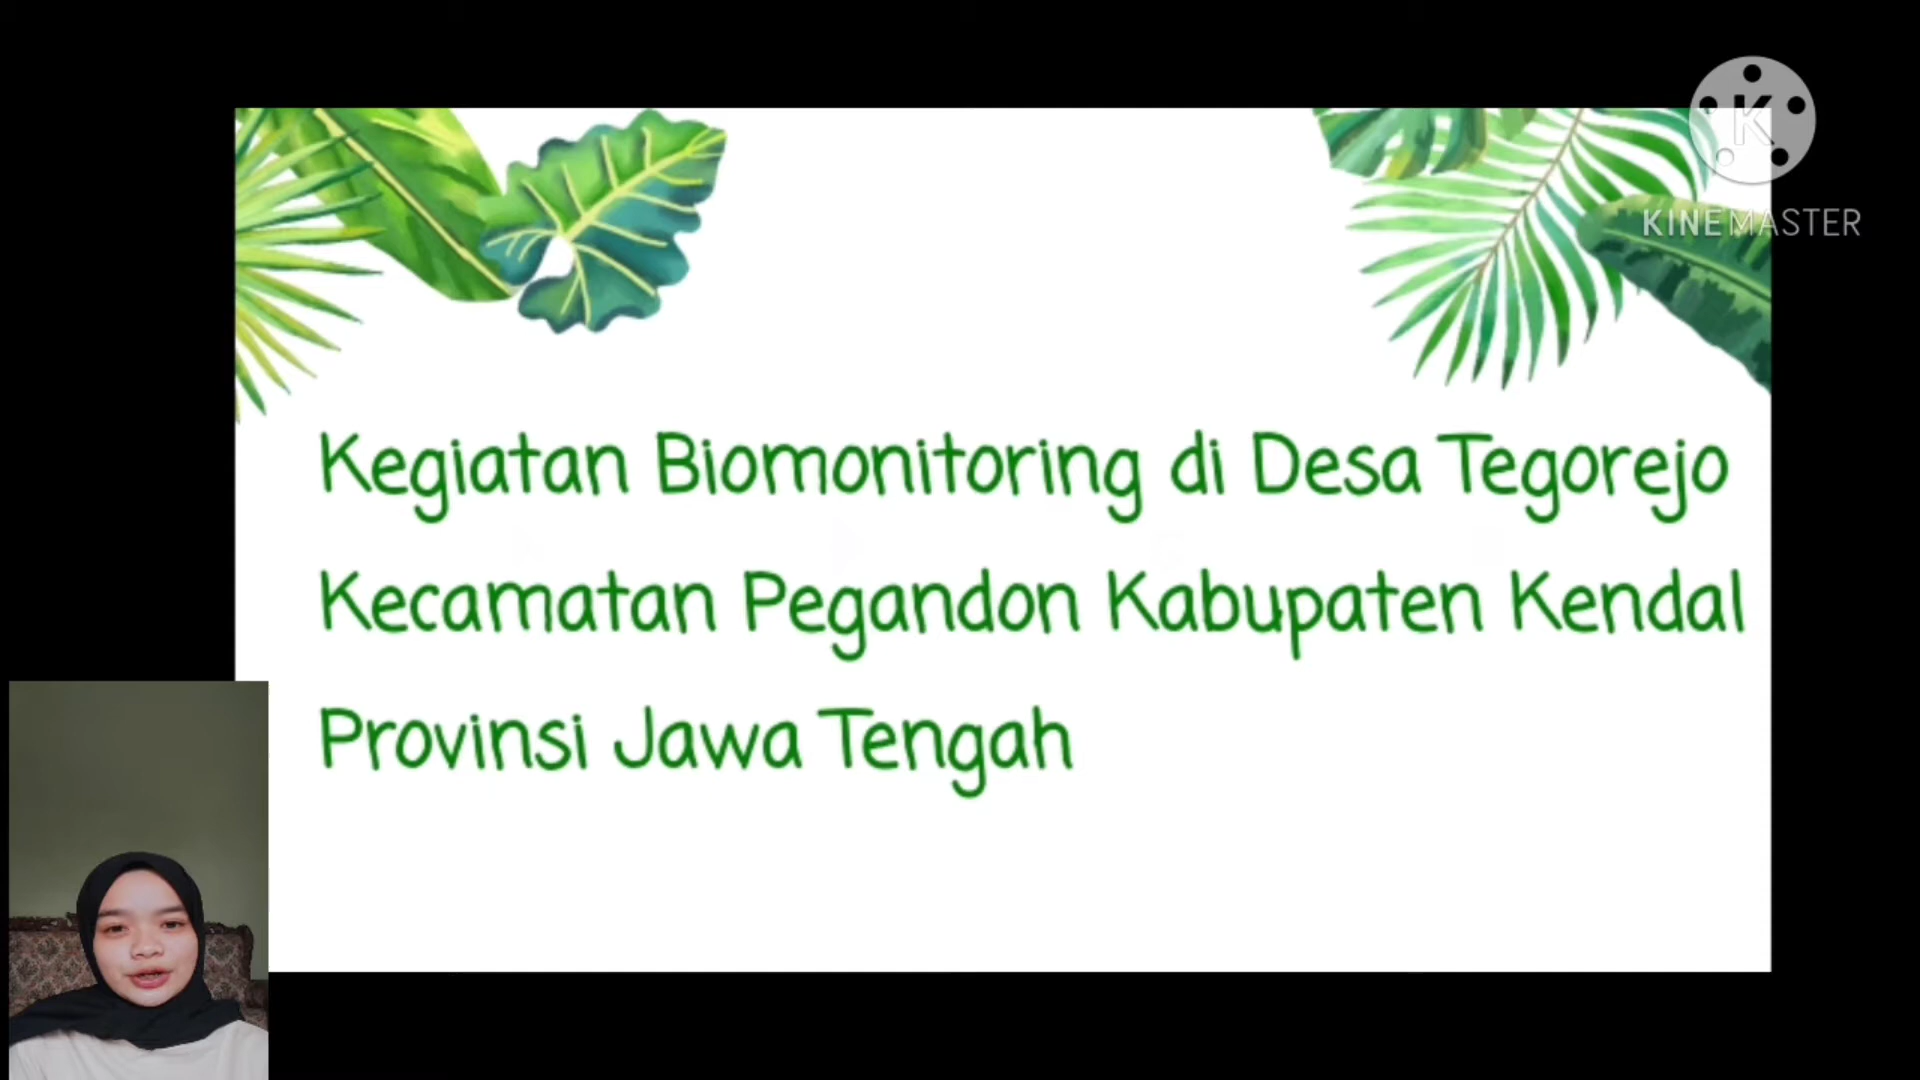 K
KINEMASTER
Kegiatan Biomonitoring di Desa Tegorejo
Kecamatan Pegandon Kabupaten Kendal
Provinsi Jawa Tengah